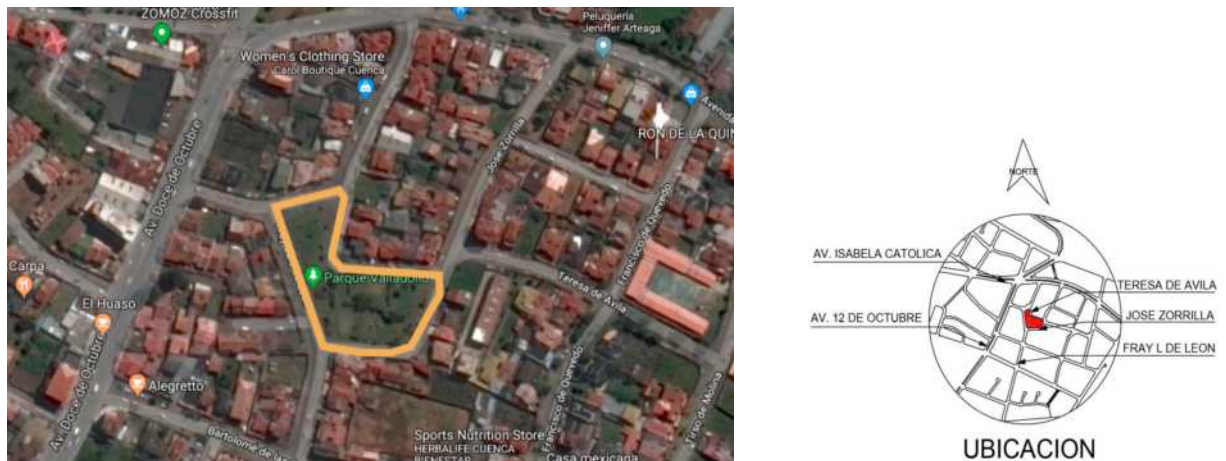 ZOMOZ Crossfit
Peluqueria
Jeniffer Arteaga
Women's Clothing Store
Carol Boutique Cuenca
Avenida
RON DE LA QUIN
Jose Zorrilla
Av. Doce de Octubre
Francisco de Quevedo
Carpa
Parque Valladolid
Teresa de Avila
El Huaso
Alegretto
Av. Doce de Octubre
Bartolome de las
Francisco de Quevedo
Tirso de Molina
Sports Nutrition Store
HERBALIFE CUENCA
BIENESTAR
Casa mexicana
NORTE
AV. ISABELA CATOLICA
TERESA DE AVILA
AV. 12 DE OCTUBRE
JOSE ZORRILLA
FRAY L DE LEON
UBICACION